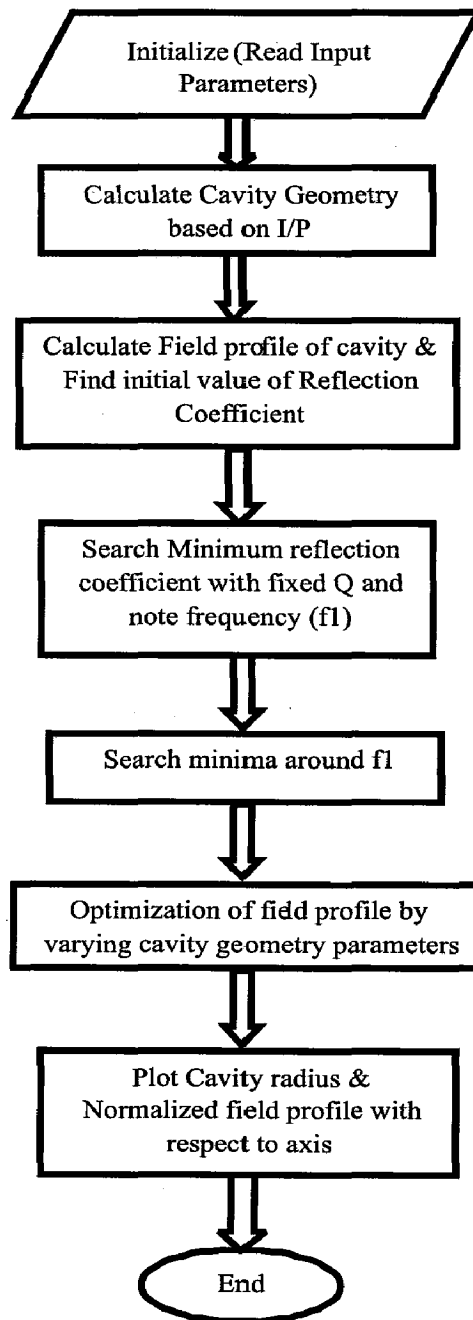 Initialize (Read Input
Parameters)
Calculate Cavity Geometry
based on I/P
Calculate Field profile of cavity &
Find initial value of Reflection
Coefficient
Search Minimum reflection
coefficient with fixed Q and
note frequency (f1)
Search minima around f1
Optimization of field profile by
varying cavity geometry parameters
Plot Cavity radius &
Normalized field profile with
respect to axis
End